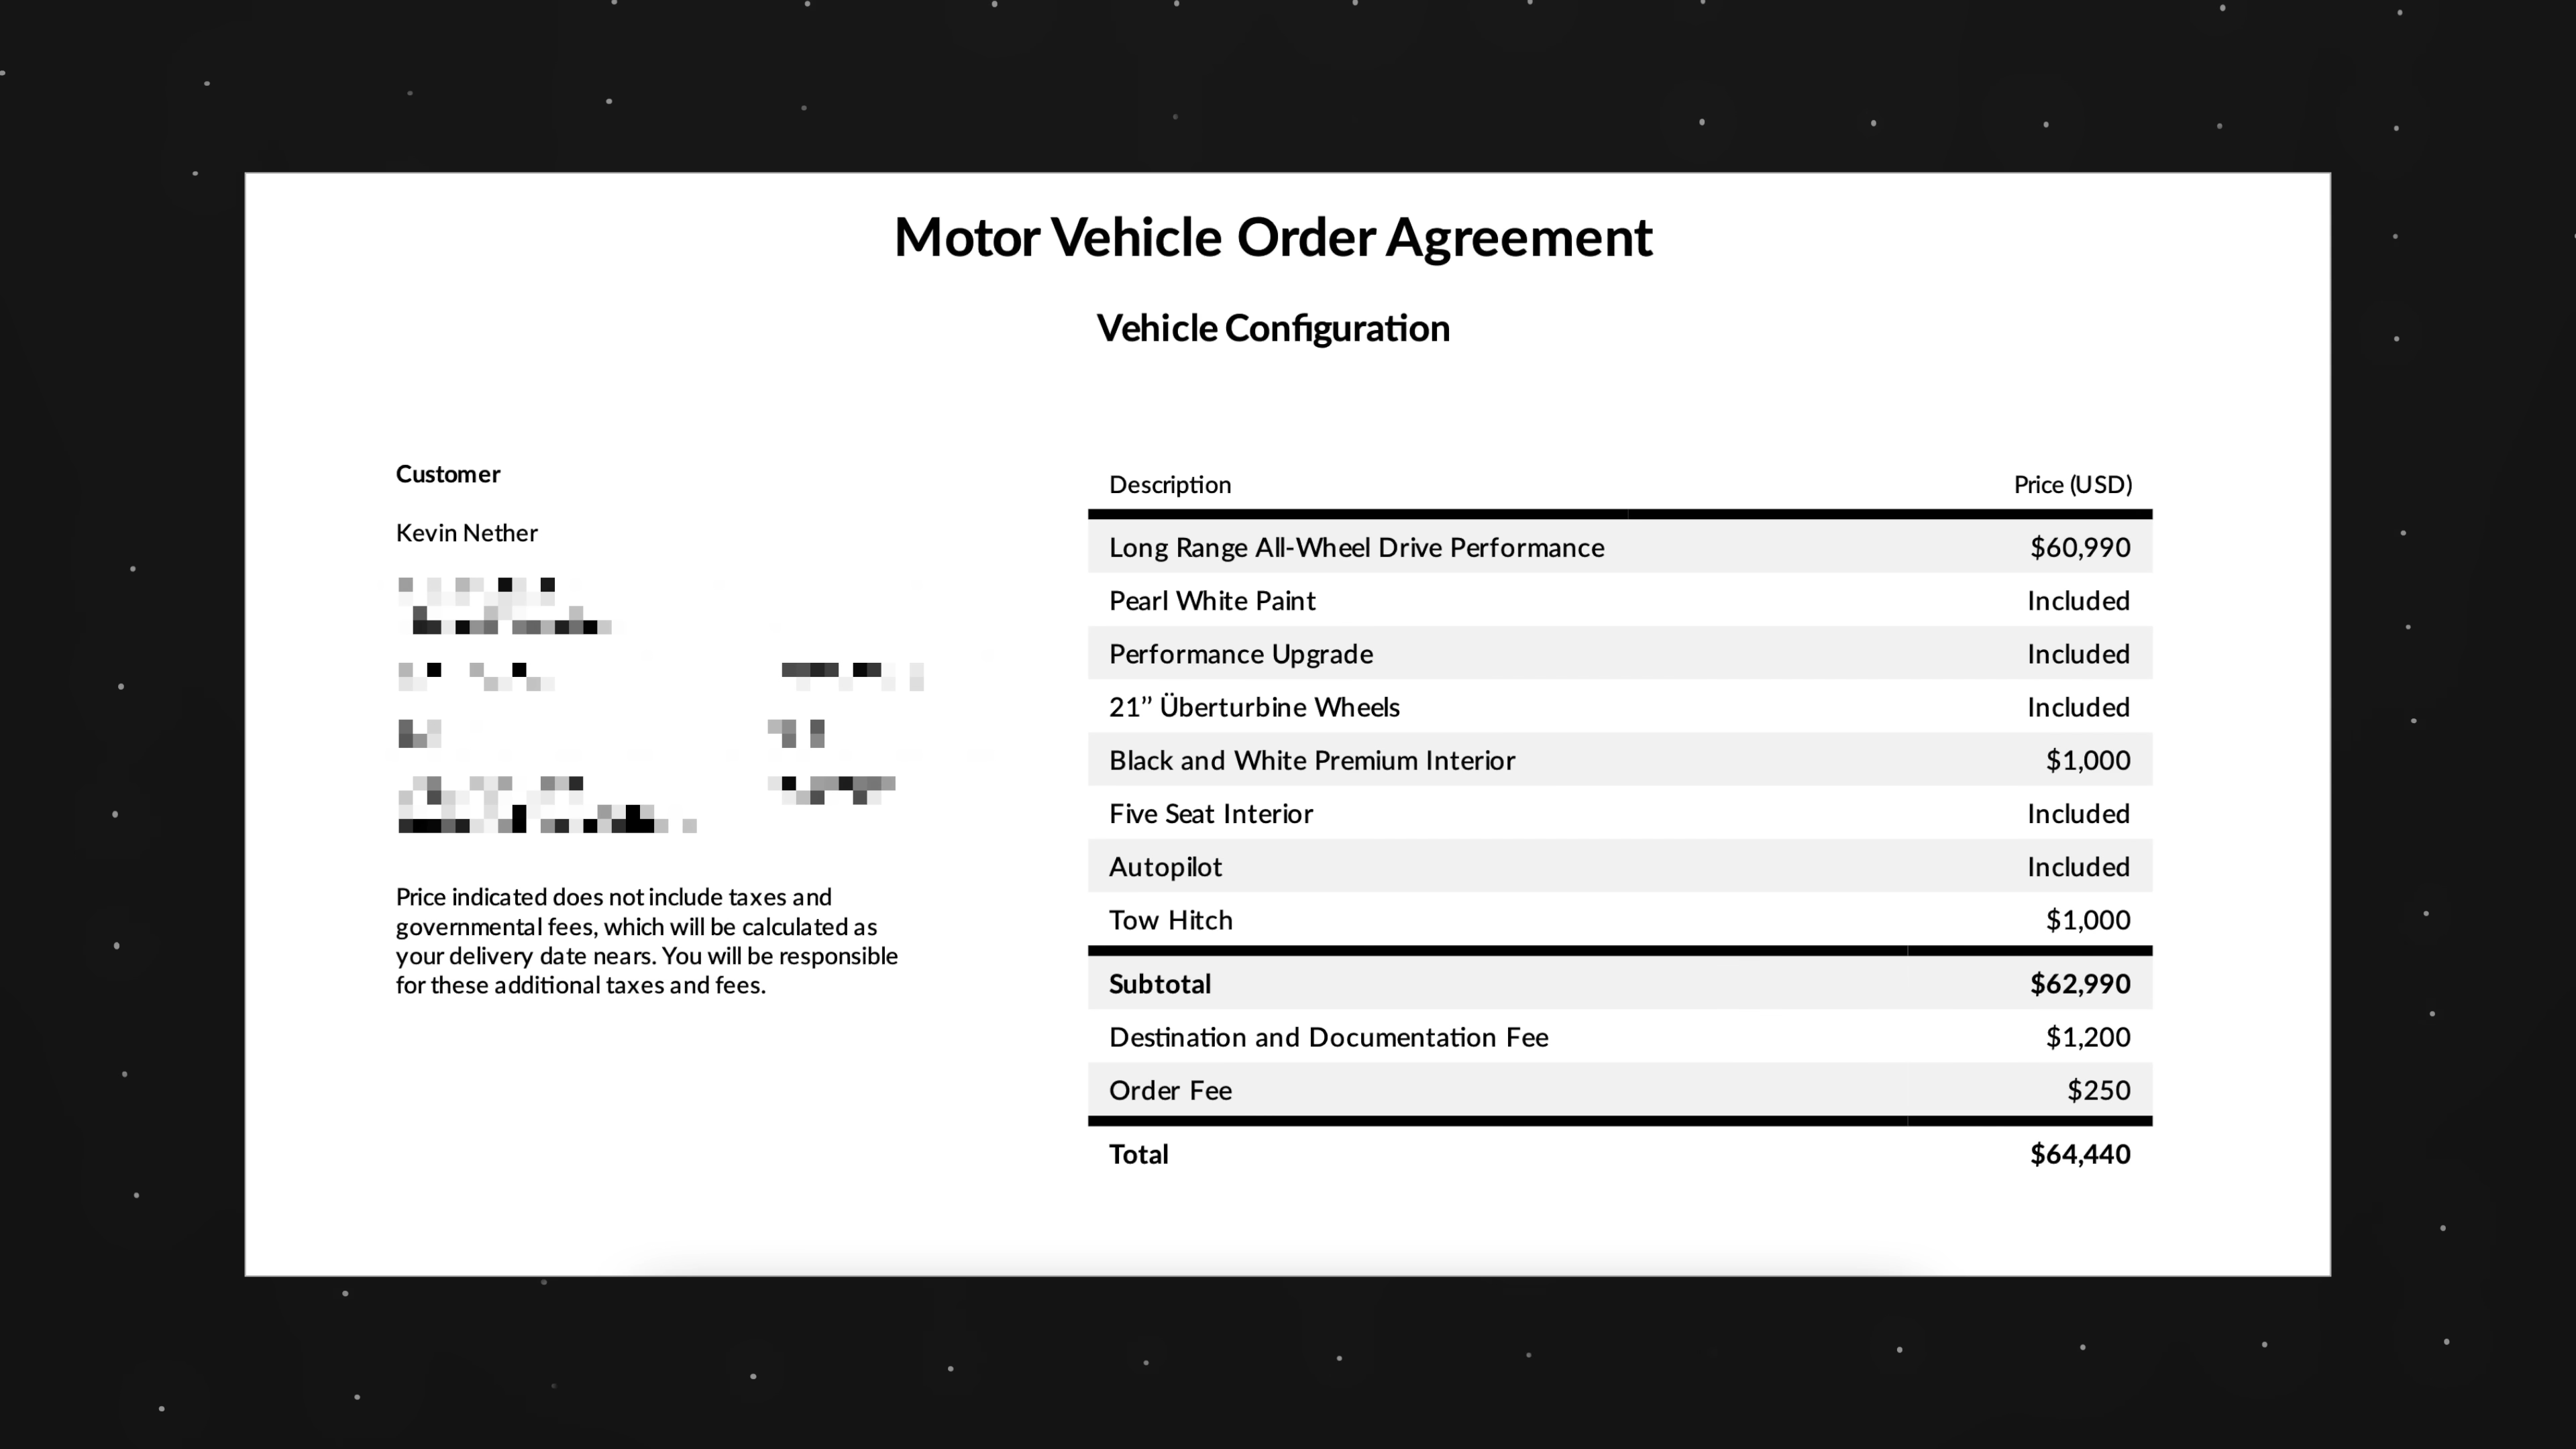 Motor Vehicle Order Agreement
Vehicle Configuration
Customer
Kevin Nether
Price indicated does not include taxes and
governmental fees, which will be calculated as
your delivery date nears. You will be responsible
for these additional taxes and fees.
Description Price (USD)
Long Range All-Wheel Drive Performance $60,990
Pearl White Paint Included
Performance Upgrade Included
21” Überturbine Wheels Included
Black and White Premium Interior $1,000
Five Seat Interior Included
Autopilot Included
Tow Hitch $1,000
Subtotal $62,990
Destination and Documentation Fee $1,200
Order Fee $250
Total $64,440